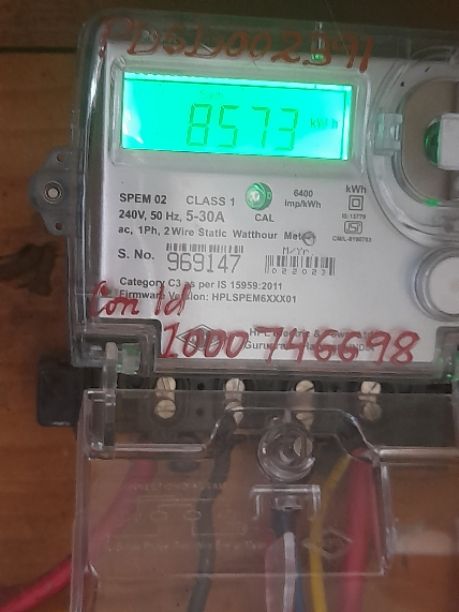 PDSL002391
8573 kWh
SPEM 02 CLASS 1 CAL 6400 imp/kWh kWh
240V, 50 Hz, 5-30A
ac, 1Ph, 2 Wire Static Watthour Meter
M/Yr.
S. No. 969147 022023
Category C3 as per IS 15959:2011
Firmware Version: HPLSPEM6XXX01
Con Id
1000746698